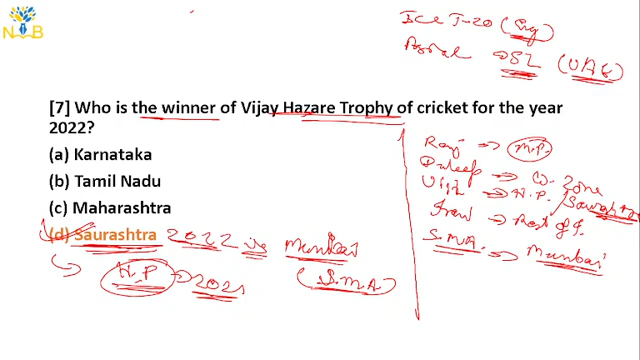 NB
ICC T-20 (Eng)
Asia → SL (UAE)
[7] Who is the winner of Vijay Hazare Trophy of cricket for the year
2022?
(a) Karnataka
(b) Tamil Nadu
(c) Maharashtra
(d) Saurashtra 2022 vs Mumbai
H.P → 2021 (S.M.A)
Ranji → M.P.
Duleep → W. Zone
Vijay → H.P. / Saurashtra
Irani → Rest of I.
S.M.A. → Mumbai